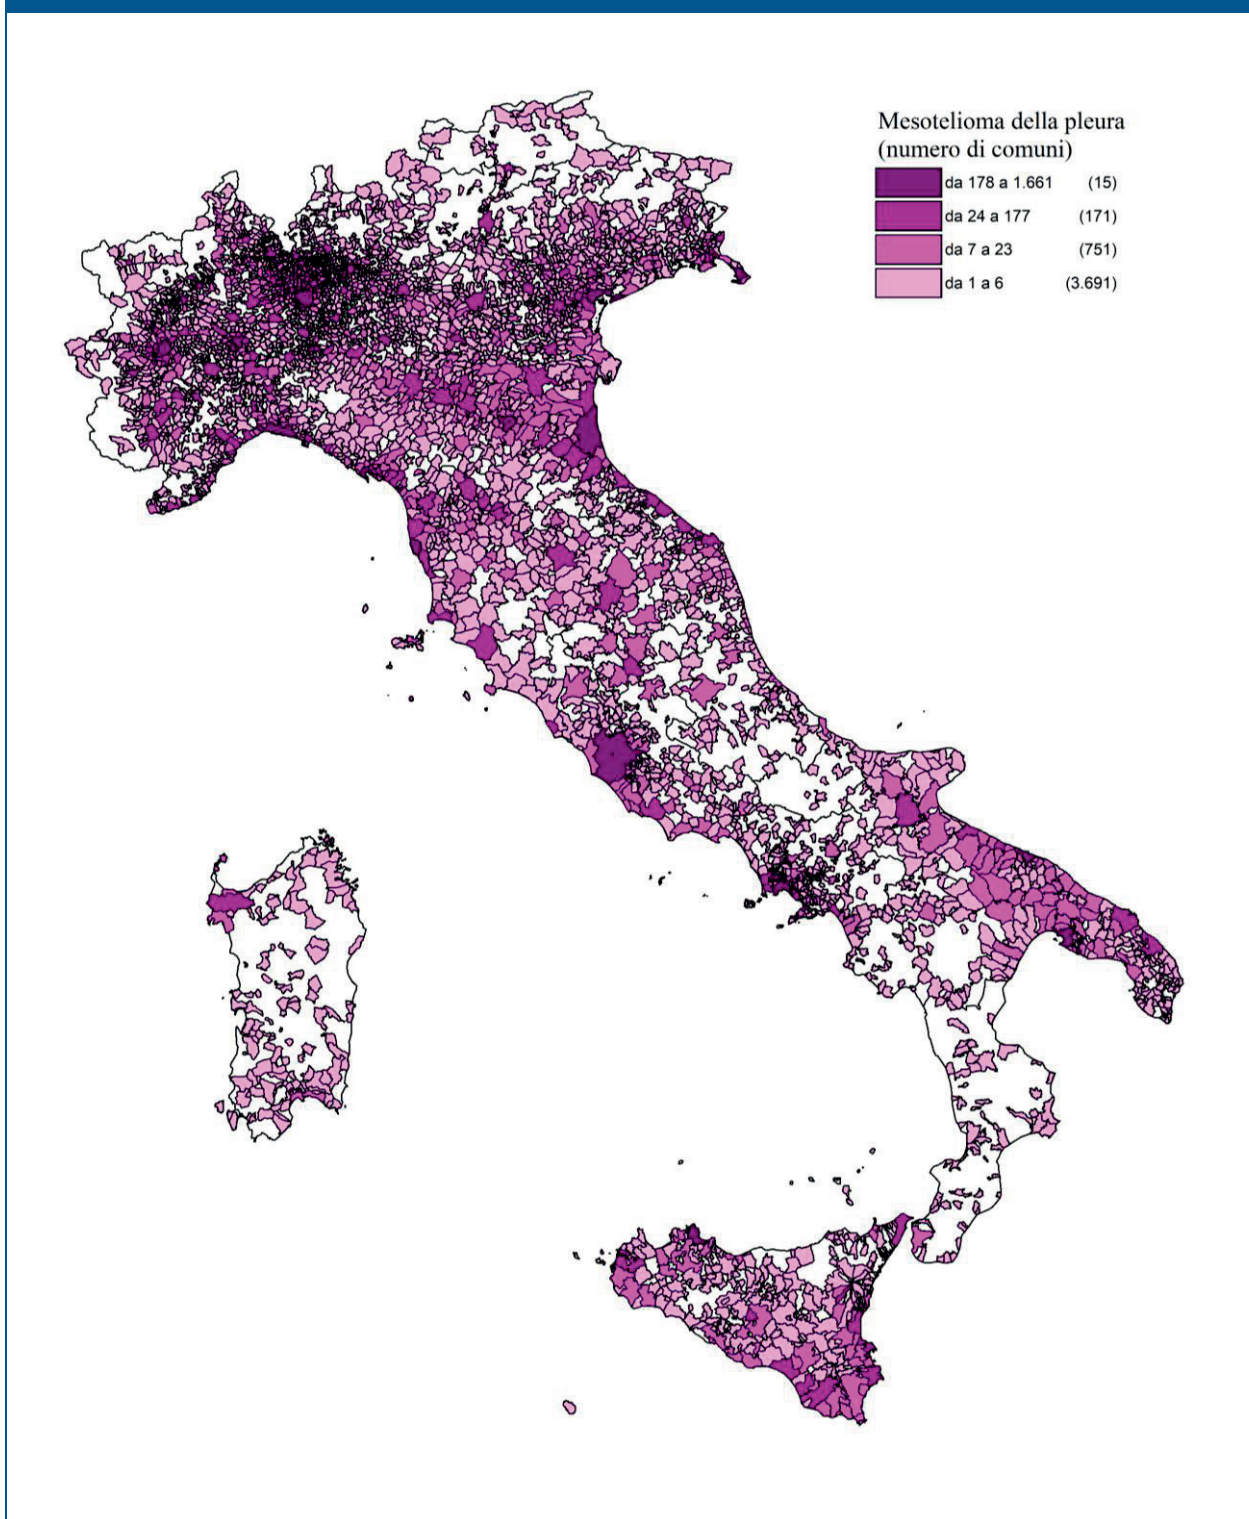 Mesotelioma della pleura
(numero di comuni)
da 178 a 1.661 (15)
da 24 a 177 (171)
da 7 a 23 (751)
da 1 a 6 (3.691)